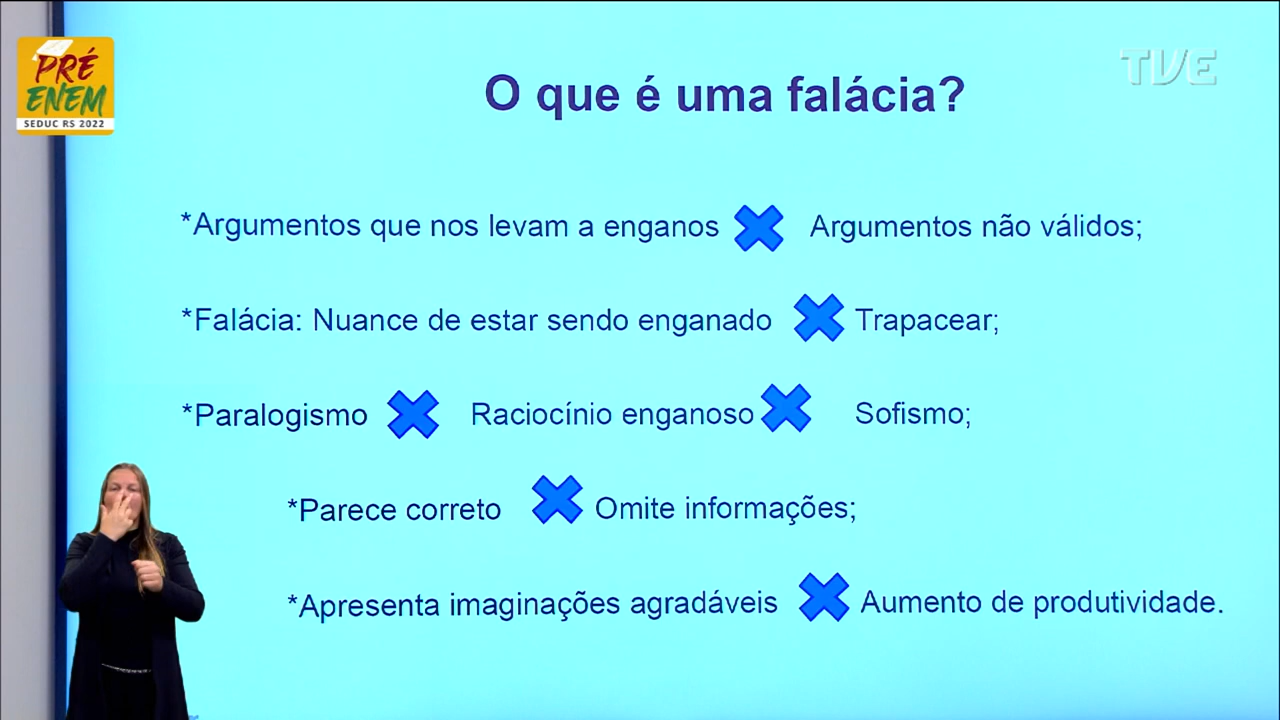 PRÉ
ENEM
SEDUC RS 2022
TVE
O que é uma falácia?
*Argumentos que nos levam a enganos Argumentos não válidos;
*Falácia: Nuance de estar sendo enganado Trapacear;
*Paralogismo Raciocínio enganoso Sofismo;
*Parece correto Omite informações;
*Apresenta imaginações agradáveis Aumento de produtividade.